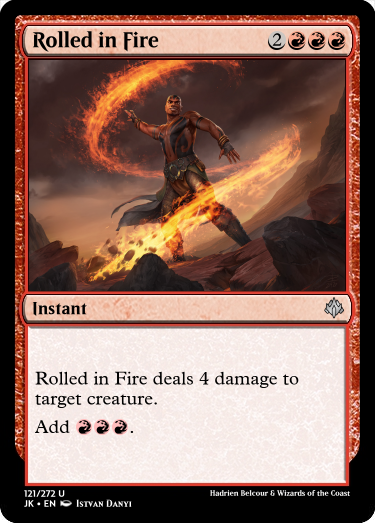 Rolled in Fire 2
Instant
Rolled in Fire deals 4 damage to
target creature.
Add .
121/272 U
JK • EN Istvan Danyi
Hadrien Belcour & Wizards of the Coast